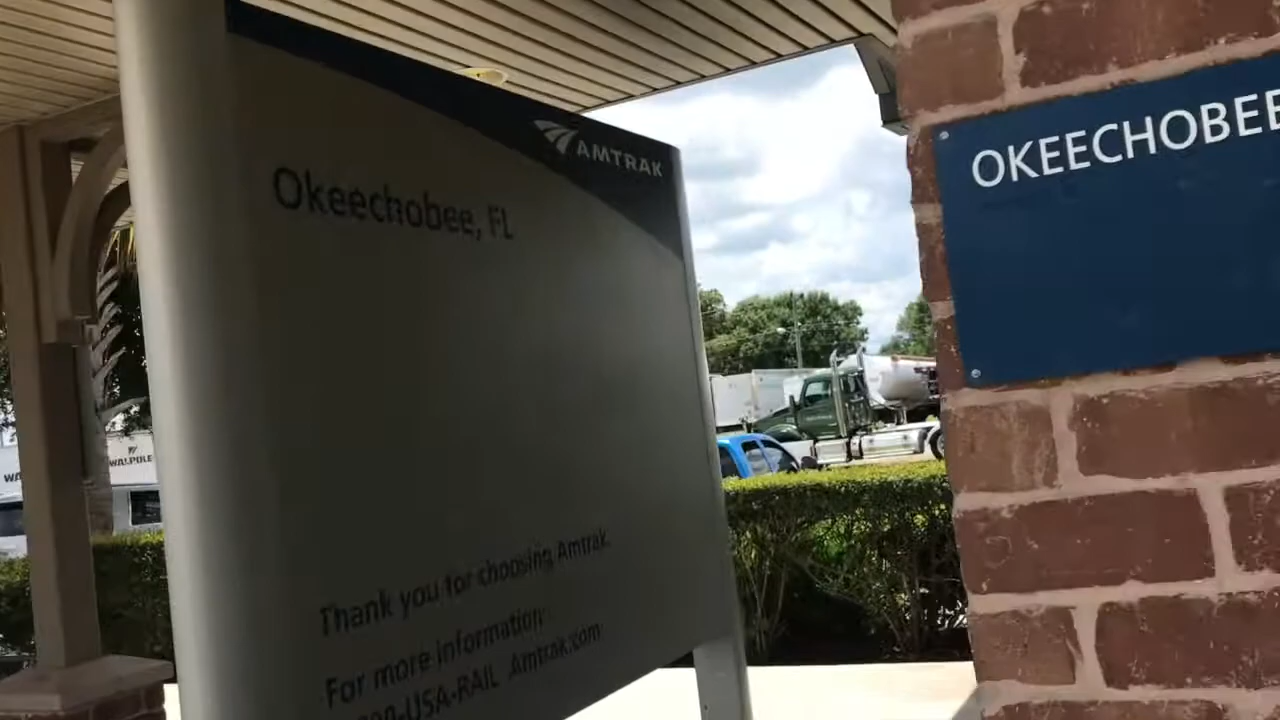 AMTRAK
Okeechobee, FL
OKEECHOBEE
WALPOLE
Thank you for choosing Amtrak.
For more information
USA-RAIL Amtrak.com